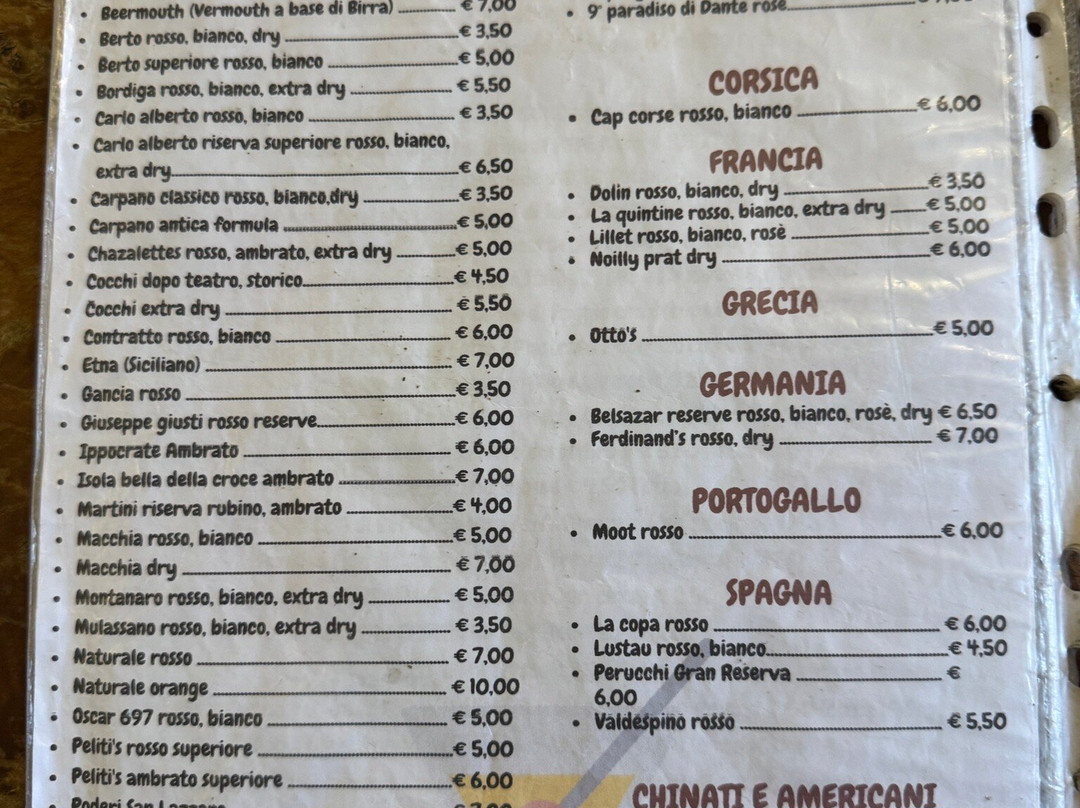 Beermouth (Vermouth a base di Birra) € 7,00
• Berto rosso, bianco, dry € 3,50
• Berto superiore rosso, bianco € 5,00
• Bordiga rosso, bianco, extra dry € 5,50
• Carlo alberto rosso, bianco € 3,50
• Carlo alberto riserva superiore rosso, bianco,
extra dry € 6,50
• Carpano classico rosso, bianco,dry € 3,50
• Carpano antica formula € 5,00
• Chazalettes rosso, ambrato, extra dry € 5,00
• Cocchi dopo teatro, storico € 4,50
• Cocchi extra dry € 5,50
• Contratto rosso, bianco € 6,00
• Etna (Siciliano) € 7,00
• Gancia rosso € 3,50
• Giuseppe giusti rosso reserve € 6,00
• Ippocrate Ambrato € 6,00
• Isola bella della croce ambrato € 7,00
• Martini riserva rubino, ambrato € 4,00
• Macchia rosso, bianco € 5,00
• Macchia dry € 7,00
• Montanaro rosso, bianco, extra dry € 5,00
• Mulassano rosso, bianco, extra dry € 3,50
• Naturale rosso € 7,00
• Naturale orange € 10,00
• Oscar 697 rosso, bianco € 5,00
• Peliti's rosso superiore € 5,00
• Peliti's ambrato superiore € 6,00
• 9° paradiso di Dante rosè
CORSICA
• Cap corse rosso, bianco € 6,00
FRANCIA
• Dolin rosso, bianco, dry € 3,50
• La quintine rosso, bianco, extra dry € 5,00
• Lillet rosso, bianco, rosè € 5,00
• Noilly prat dry € 6,00
GRECIA
• Otto's € 5,00
GERMANIA
• Belsazar reserve rosso, bianco, rosè, dry € 6,50
• Ferdinand's rosso, dry € 7,00
PORTOGALLO
• Moot rosso € 6,00
SPAGNA
• La copa rosso € 6,00
• Lustau rosso, bianco € 4,50
• Perucchi Gran Reserva €
6,00
• Valdespino rosso € 5,50
CHINATI E AMERICANI